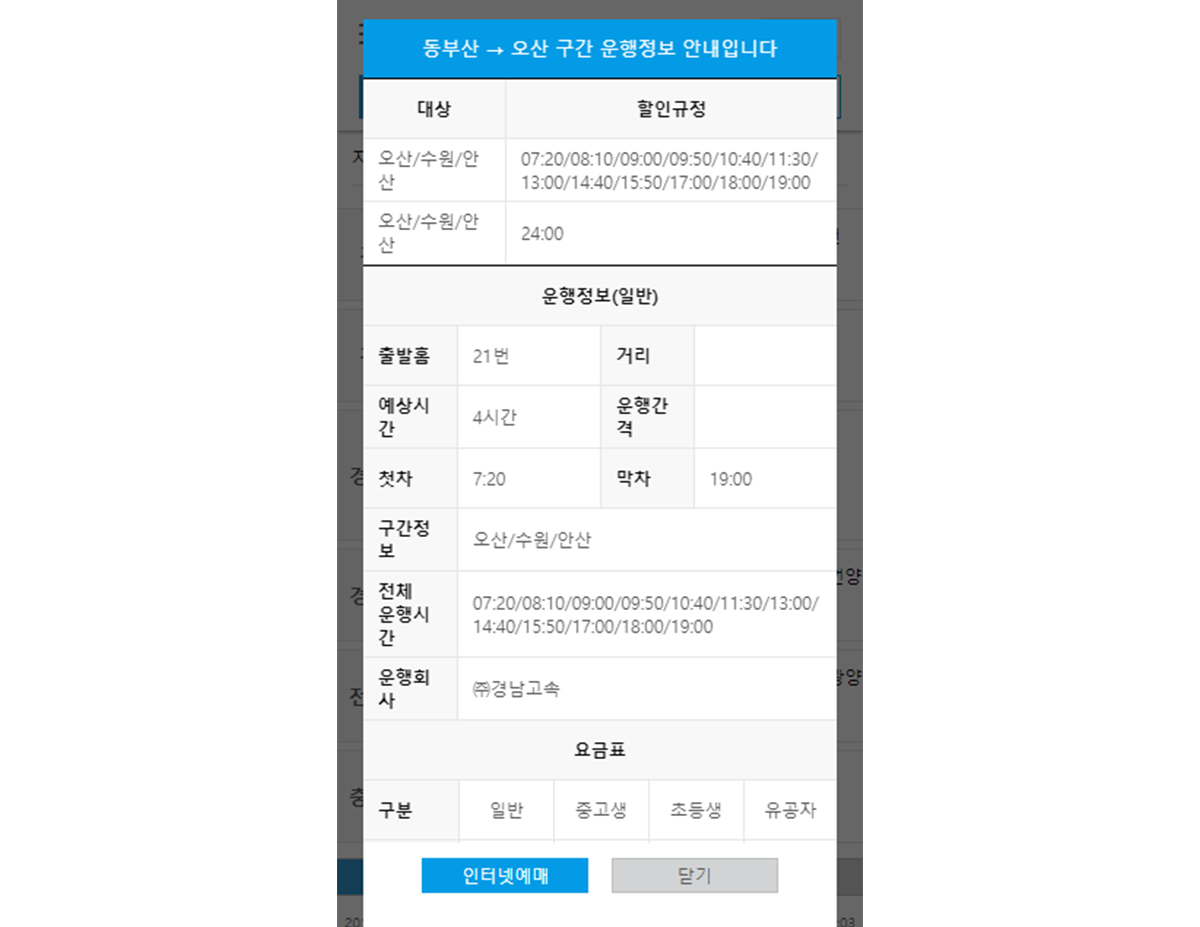 동부산 → 오산 구간 운행정보 안내입니다
대상 할인규정
오산/수원/안
산
07:20/08:10/09:00/09:50/10:40/11:30/
13:00/14:40/15:50/17:00/18:00/19:00
오산/수원/안
산
24:00
운행정보(일반)
출발홈 21번 거리
예상시
간
4시간
운행간
격
첫차 7:20 막차 19:00
구간정
보
오산/수원/안산
전체
운행시
간
07:20/08:10/09:00/09:50/10:40/11:30/13:00/
14:40/15:50/17:00/18:00/19:00
운행회
사
㈜경남고속
요금표
구분 일반 중고생 초등생 유공자
인터넷예매 닫기